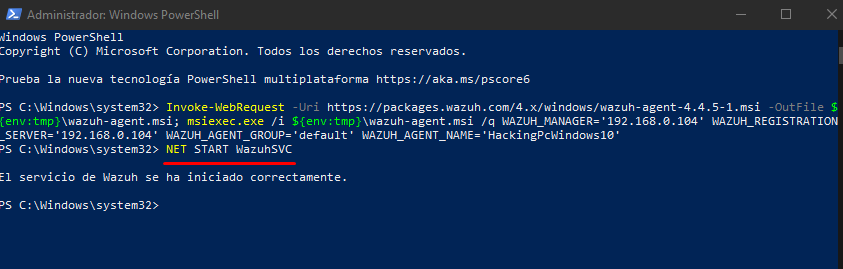 Administrador: Windows PowerShell
Windows PowerShell
Copyright (C) Microsoft Corporation. Todos los derechos reservados.
Prueba la nueva tecnología PowerShell multiplataforma https://aka.ms/pscore6
PS C:\Windows\system32> Invoke-WebRequest -Uri https://packages.wazuh.com/4.x/windows/wazuh-agent-4.4.5-1.msi -OutFile $
{env:tmp}\wazuh-agent.msi; msiexec.exe /i ${env:tmp}\wazuh-agent.msi /q WAZUH_MANAGER='192.168.0.104' WAZUH_REGISTRATION
_SERVER='192.168.0.104' WAZUH_AGENT_GROUP='default' WAZUH_AGENT_NAME='HackingPcWindows10'
PS C:\Windows\system32> NET START WazuhSVC
El servicio de Wazuh se ha iniciado correctamente.
PS C:\Windows\system32>